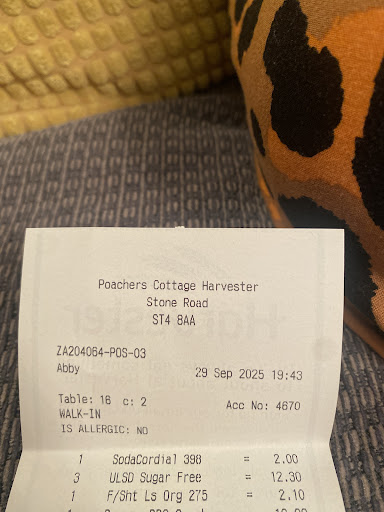 Poachers Cottage Harvester
Stone Road
ST4 8AA
ZA204064-POS-03
Abby 29 Sep 2025 19:43
Table: 16 c: 2 Acc No: 4670
WALK-IN
IS ALLERGIC: NO
1 SodaCordial 398 = 2.00
3 ULSD Sugar Free = 12.30
1 F/Sht Ls Org 275 = 2.10